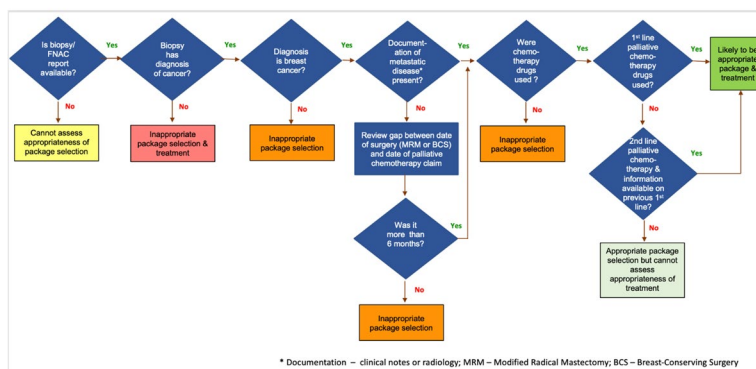 Is biopsy/
FNAC
report
available?
Yes
No
Cannot assess
appropriateness of
package selection
Biopsy
has
diagnosis
of cancer?
Yes
No
Inappropriate
package selection &
treatment
Diagnosis
is breast
cancer?
Yes
No
Inappropriate
package selection
Document-
ation of
metastatic
disease*
present?
Yes
No
Review gap between
date of
surgery (MRM or BCS)
and date of palliative
chemotherapy claim
Was it
more than
6 months?
Yes
No
Inappropriate
package selection
Were
chemo-
therapy
drugs
used ?
Yes
No
Inappropriate
package selection
1st line
palliative
chemo-
therapy
drugs
used?
Yes
No
2nd line
palliative
chemo-
therapy &
information
available on
previous 1st
line?
Yes
No
Appropriate package
selection but cannot
assess
appropriateness of
treatment
Likely to be
appropriate
package &
treatment
* Documentation – clinical notes or radiology; MRM – Modified Radical Mastectomy; BCS – Breast-Conserving Surgery